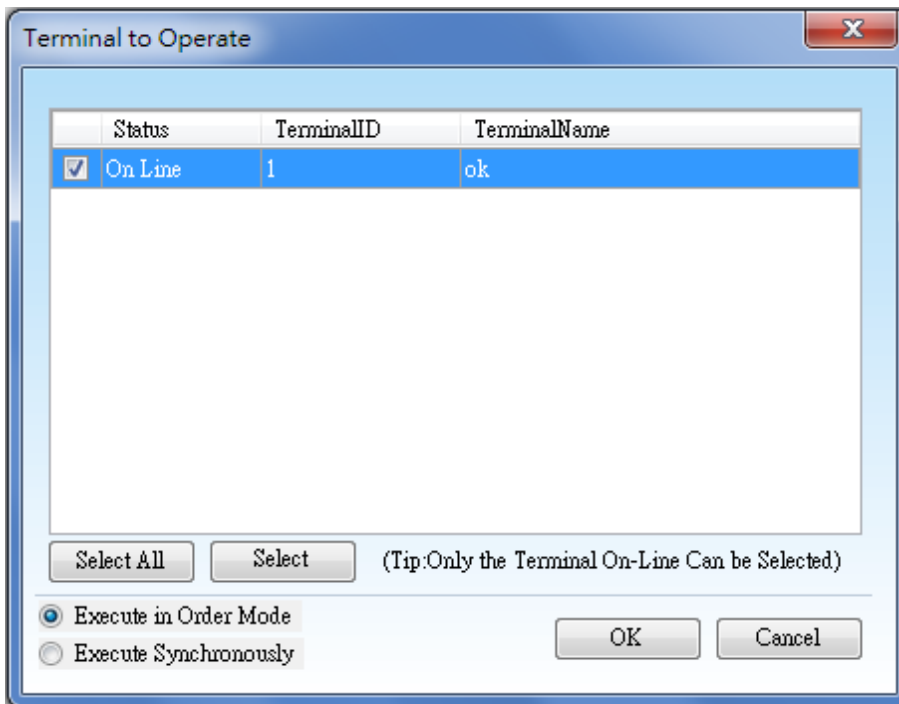 Terminal to Operate
Status TerminalID TerminalName
On Line 1 ok
Select All Select (Tip:Only the Terminal On-Line Can be Selected)
Execute in Order Mode
OK Cancel
Execute Synchronously